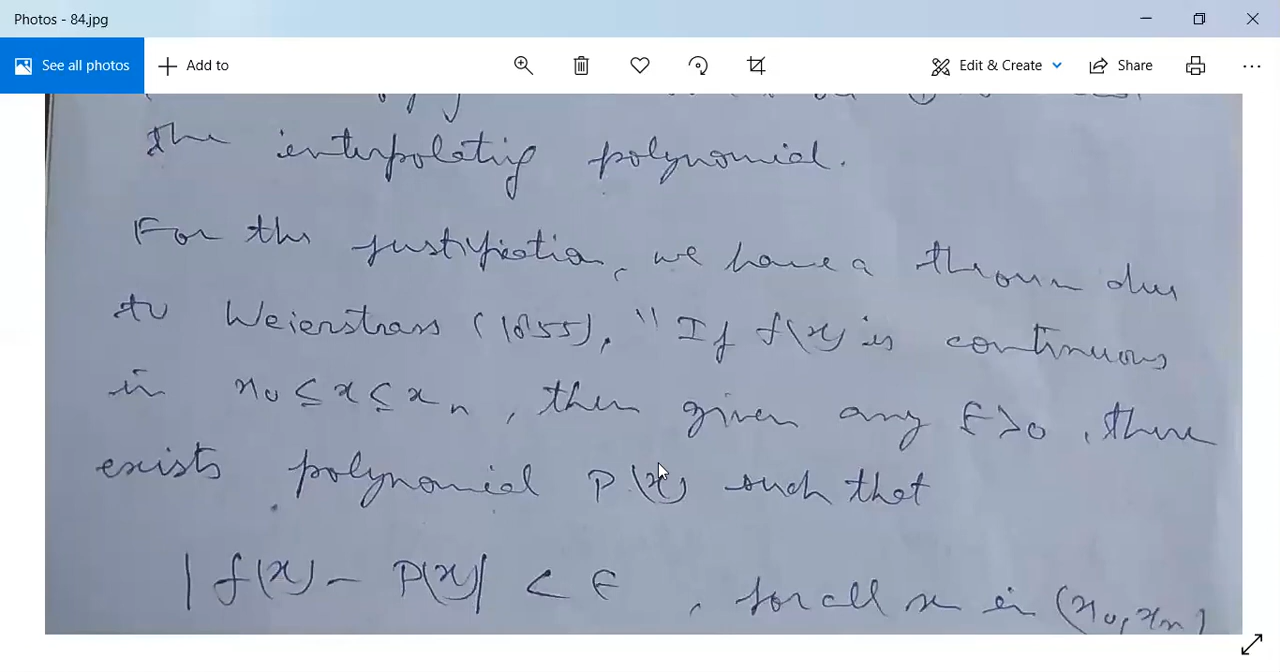 Photos - 84.jpg
See all photos
Add to
Edit & Create
Share
the interpolating polynomial.
For the justification, we have a theorem due
to Weierstrass (1855), "If f(x) is continuous
in x₀ ≤ x ≤ xₙ, then given any ε>0, there
exists polynomial P(x) such that
|f(x) - P(x)| < ε, for all x in (x₀, xₙ)